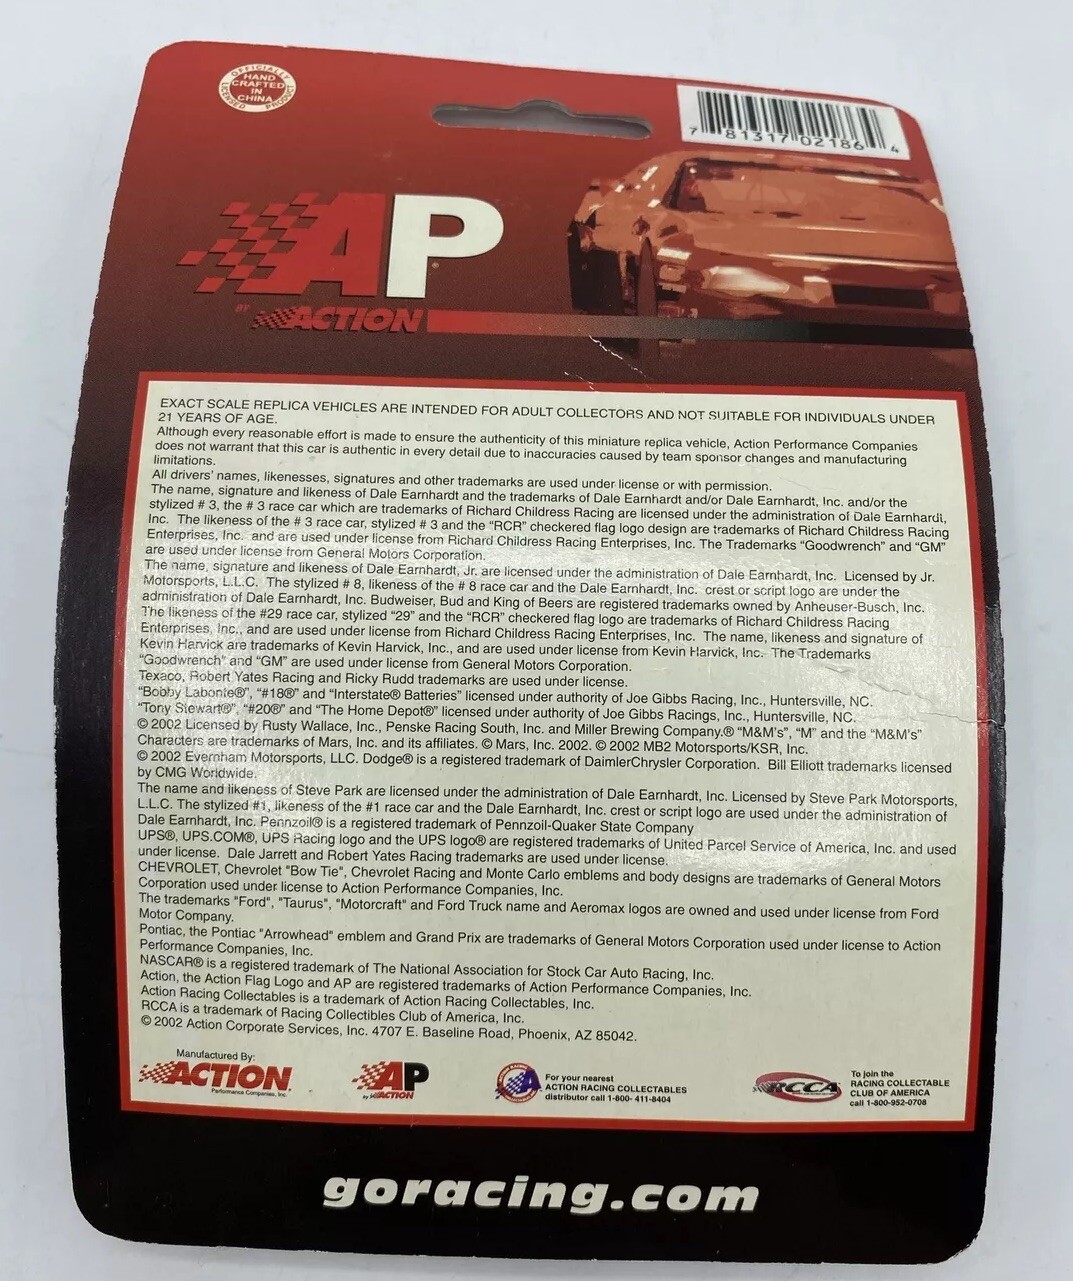 OFFICIALLY LICENSED PRODUCT
HAND
CRAFTED
IN
CHINA
7 81317 02186 4
AP
BY ACTION
EXACT SCALE REPLICA VEHICLES ARE INTENDED FOR ADULT COLLECTORS AND NOT SUITABLE FOR INDIVIDUALS UNDER
21 YEARS OF AGE.
Although every reasonable effort is made to ensure the authenticity of this miniature replica vehicle, Action Performance Companies
does not warrant that this car is authentic in every detail due to inaccuracies caused by team sponsor changes and manufacturing
limitations.
All drivers' names, likenesses, signatures and other trademarks are used under license or with permission.
The name, signature and likeness of Dale Earnhardt and the trademarks of Dale Earnhardt and/or Dale Earnhardt, Inc. and/or the
stylized # 3, the # 3 race car which are trademarks of Richard Childress Racing are licensed under the administration of Dale Earnhardt,
Inc. The likeness of the # 3 race car, stylized # 3 and the "RCR" checkered flag logo design are trademarks of Richard Childress Racing
Enterprises, Inc. and are used under license from Richard Childress Racing Enterprises, Inc. The Trademarks "Goodwrench" and "GM"
are used under license from General Motors Corporation.
The name, signature and likeness of Dale Earnhardt, Jr. are licensed under the administration of Dale Earnhardt, Inc. Licensed by Jr.
Motorsports, L.L.C. The stylized # 8, likeness of the # 8 race car and the Dale Earnhardt, Inc. crest or script logo are under the
administration of Dale Earnhardt, Inc. Budweiser, Bud and King of Beers are registered trademarks owned by Anheuser-Busch, Inc.
The likeness of the #29 race car, stylized "29" and the "RCR" checkered flag logo are trademarks of Richard Childress Racing
Enterprises, Inc., and are used under license from Richard Childress Racing Enterprises, Inc. The name, likeness and signature of
Kevin Harvick are trademarks of Kevin Harvick, Inc., and are used under license from Kevin Harvick, Inc. The Trademarks
"Goodwrench" and "GM" are used under license from General Motors Corporation.
Texaco, Robert Yates Racing and Ricky Rudd trademarks are used under license.
"Bobby Labonte®", "#18®" and "Interstate® Batteries" licensed under authority of Joe Gibbs Racing, Inc., Huntersville, NC.
"Tony Stewart®", "#20®" and "The Home Depot®" licensed under authority of Joe Gibbs Racings, Inc., Huntersville, NC.
© 2002 Licensed by Rusty Wallace, Inc., Penske Racing South, Inc. and Miller Brewing Company.® "M&M's", "M" and the "M&M's"
Characters are trademarks of Mars, Inc. and its affiliates. © Mars, Inc. 2002. © 2002 MB2 Motorsports/KSR, Inc.
© 2002 Evernham Motorsports, LLC. Dodge® is a registered trademark of DaimlerChrysler Corporation. Bill Elliott trademarks licensed
by CMG Worldwide.
The name and likeness of Steve Park are licensed under the administration of Dale Earnhardt, Inc. Licensed by Steve Park Motorsports,
L.L.C. The stylized #1, likeness of the #1 race car and the Dale Earnhardt, Inc. crest or script logo are used under the administration of
Dale Earnhardt, Inc. Pennzoil® is a registered trademark of Pennzoil-Quaker State Company
UPS®, UPS.COM®, UPS Racing logo and the UPS logo® are registered trademarks of United Parcel Service of America, Inc. and used
under license. Dale Jarrett and Robert Yates Racing trademarks are used under license.
CHEVROLET, Chevrolet "Bow Tie", Chevrolet Racing and Monte Carlo emblems and body designs are trademarks of General Motors
Corporation used under license to Action Performance Companies, Inc.
The trademarks "Ford", "Taurus", "Motorcraft" and Ford Truck name and Aeromax logos are owned and used under license from Ford
Motor Company.
Pontiac, the Pontiac "Arrowhead" emblem and Grand Prix are trademarks of General Motors Corporation used under license to Action
Performance Companies, Inc.
NASCAR® is a registered trademark of The National Association for Stock Car Auto Racing, Inc.
Action, the Action Flag Logo and AP are registered trademarks of Action Performance Companies, Inc.
Action Racing Collectables is a trademark of Action Racing Collectables, Inc.
RCCA is a trademark of Racing Collectibles Club of America, Inc.
© 2002 Action Corporate Services, Inc. 4707 E. Baseline Road, Phoenix, AZ 85042.
Manufactured By:
ACTION
Performance Companies, Inc.
AP
by ACTION
For your nearest
ACTION RACING COLLECTABLES
distributor call 1-800- 411-8404
RCCA
To join the
RACING COLLECTABLE
CLUB OF AMERICA
call 1-800-952-0708
goracing.com